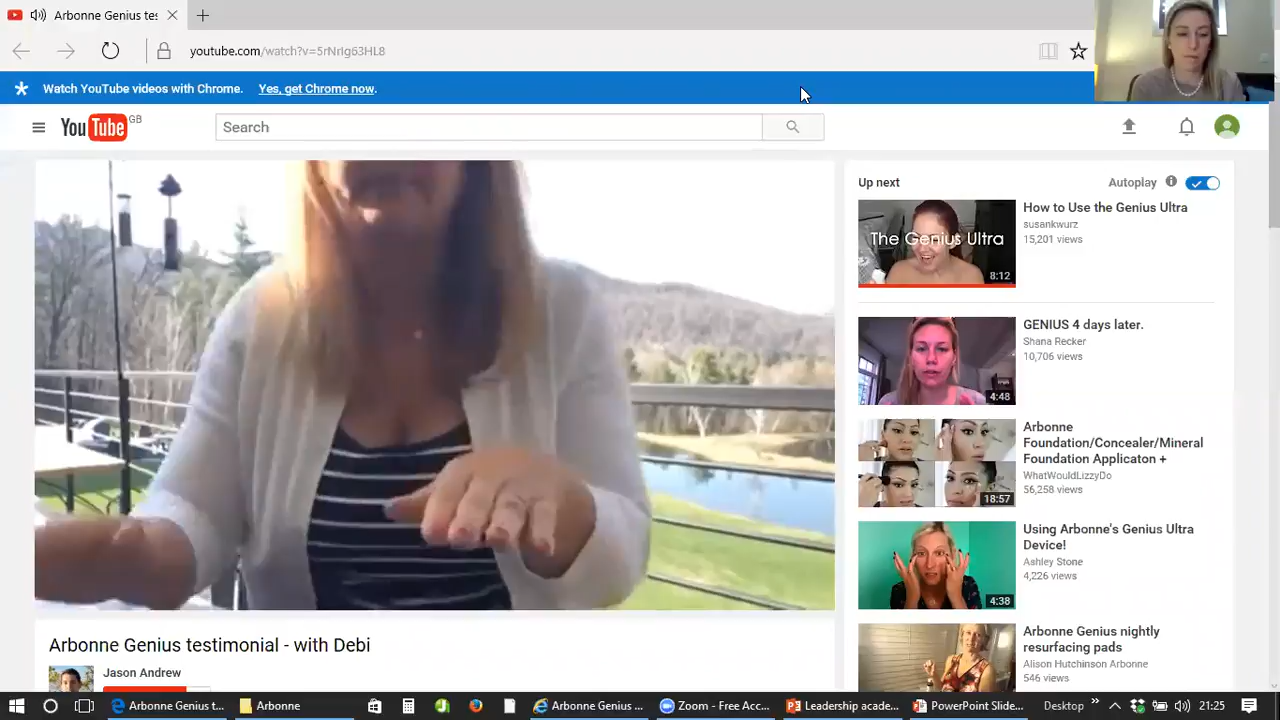 Arbonne Genius tes
youtube.com/watch?v=5rNrIg63HL8
Watch YouTube videos with Chrome. Yes, get Chrome now.
YouTube GB
Search
Up next
Autoplay
The Genius Ultra
8:12
How to Use the Genius Ultra
susankwurz
15,201 views
4:48
GENIUS 4 days later.
Shana Recker
10,706 views
18:57
Arbonne
Foundation/Concealer/Mineral
Foundation Applicaton +
WhatWouldLizzyDo
56,258 views
4:38
Using Arbonne's Genius Ultra
Device!
Ashley Stone
4,226 views
Arbonne Genius nightly
resurfacing pads
Alison Hutchinson Arbonne
546 views
Arbonne Genius testimonial - with Debi
Jason Andrew
Arbonne Genius t...
Arbonne
Arbonne Genius ...
Zoom - Free Acc...
Leadership acade...
PowerPoint Slide...
Desktop
21:25